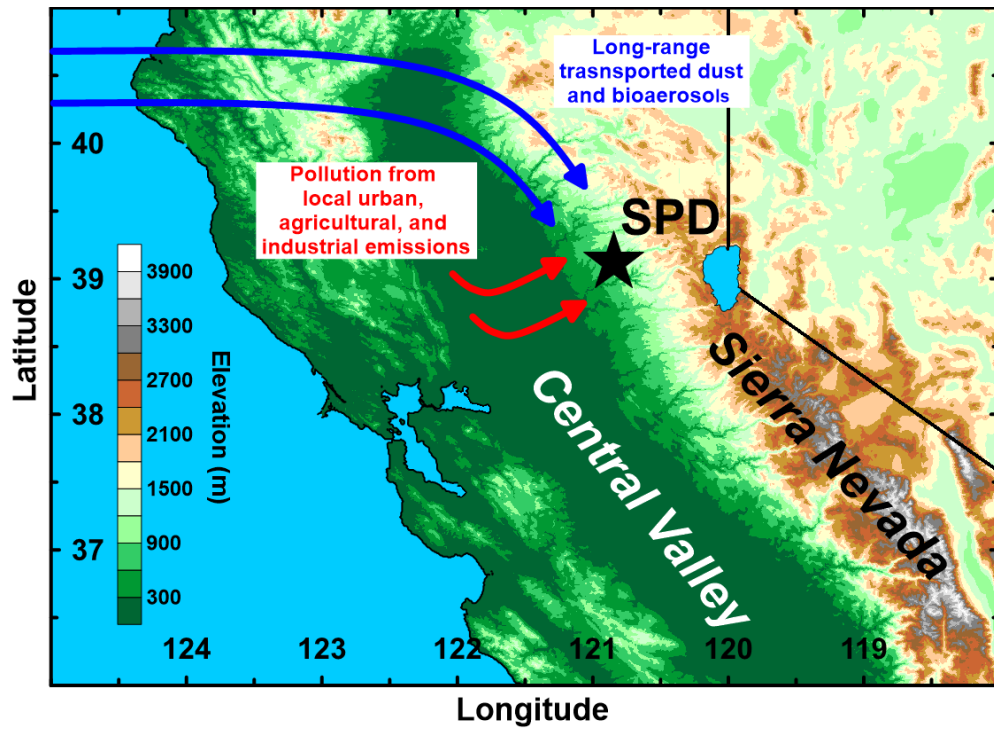 Long-range
trasnsported dust
and bioaerosols
40
Pollution from
local urban,
agricultural, and
industrial emissions
SPD
39
3900
3300
2700
2100
1500
900
300
Elevation (m)
Latitude
38
Sierra Nevada
Central Valley
37
124
123
122
121
120
119
Longitude